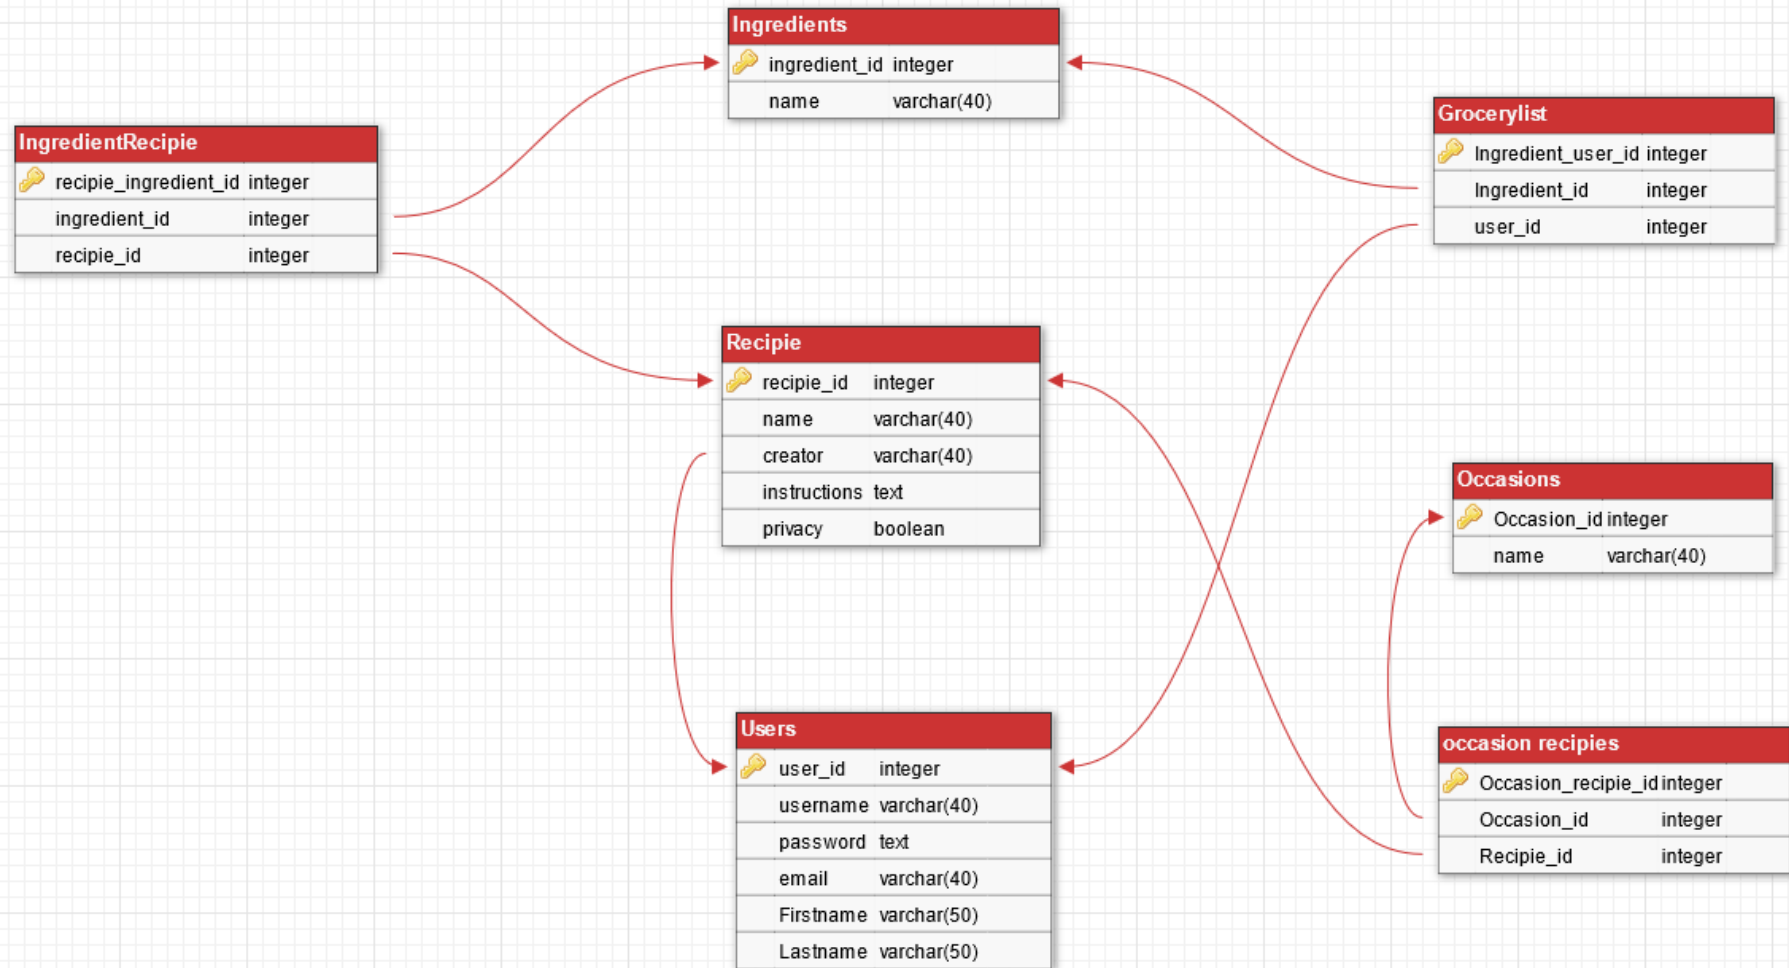 Ingredients
ingredient_id integer
name varchar(40)
IngredientRecipie
recipie_ingredient_id integer
ingredient_id integer
recipie_id integer
Grocerylist
Ingredient_user_id integer
Ingredient_id integer
user_id integer
Recipie
recipie_id integer
name varchar(40)
creator varchar(40)
instructions text
privacy boolean
Occasions
Occasion_id integer
name varchar(40)
Users
user_id integer
username varchar(40)
password text
email varchar(40)
Firstname varchar(50)
Lastname varchar(50)
occasion recipies
Occasion_recipie_id integer
Occasion_id integer
Recipie_id integer